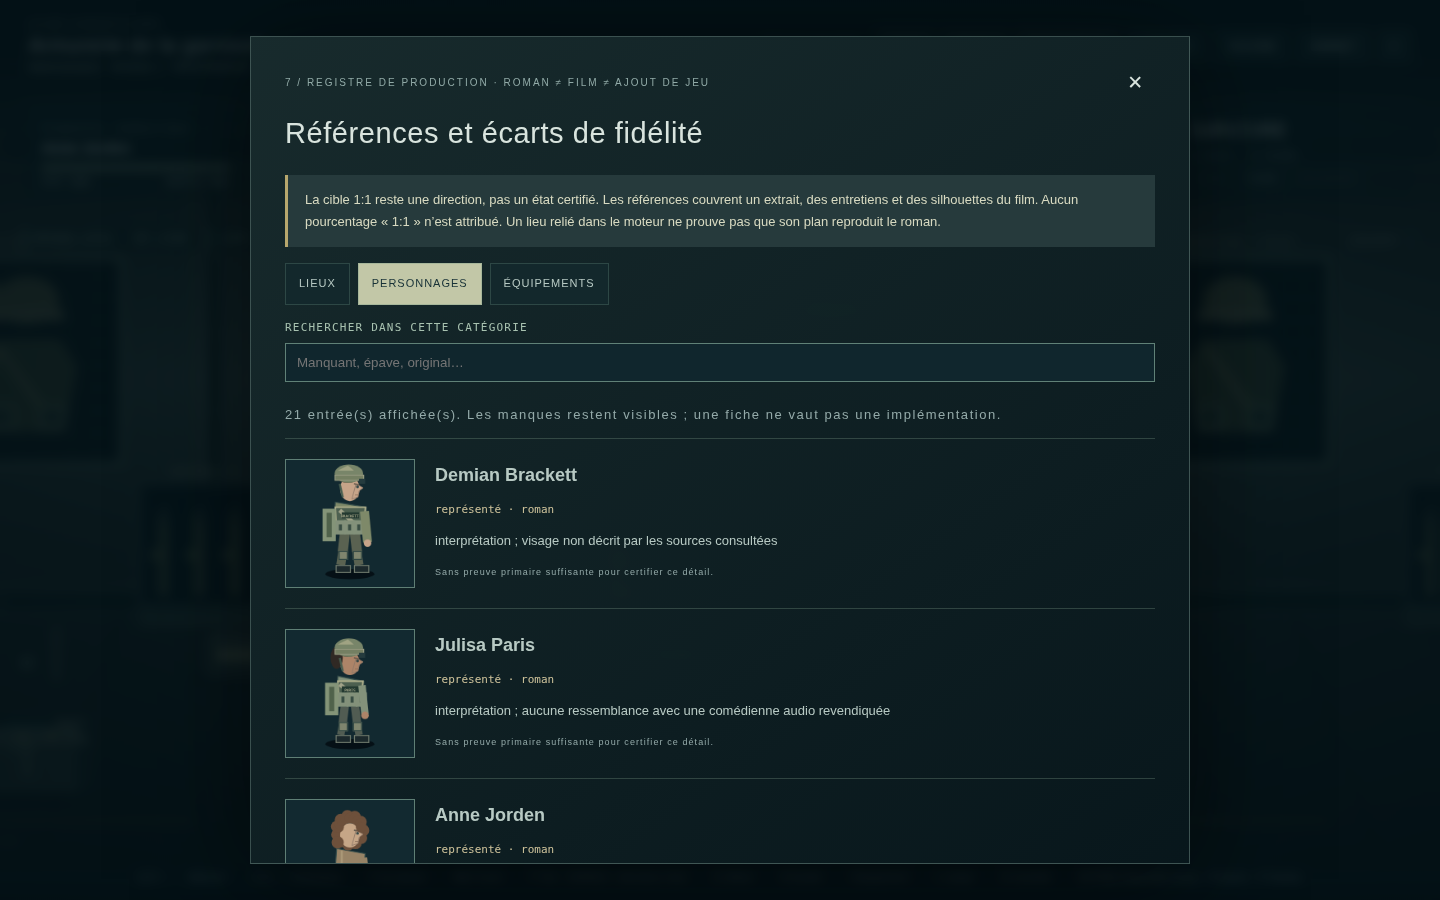 7 / REGISTRE DE PRODUCTION · ROMAN ≠ FILM ≠ AJOUT DE JEU
✕
Références et écarts de fidélité
La cible 1:1 reste une direction, pas un état certifié. Les références couvrent un extrait, des entretiens et des silhouettes du film. Aucun
pourcentage « 1:1 » n’est attribué. Un lieu relié dans le moteur ne prouve pas que son plan reproduit le roman.
LIEUX
PERSONNAGES
ÉQUIPEMENTS
RECHERCHER DANS CETTE CATÉGORIE
Manquant, épave, original…
21 entrée(s) affichée(s). Les manques restent visibles ; une fiche ne vaut pas une implémentation.
Demian Brackett
représenté · roman
interprétation ; visage non décrit par les sources consultées
Sans preuve primaire suffisante pour certifier ce détail.
Julisa Paris
représenté · roman
interprétation ; aucune ressemblance avec une comédienne audio revendiquée
Sans preuve primaire suffisante pour certifier ce détail.
Anne Jorden
représenté · roman